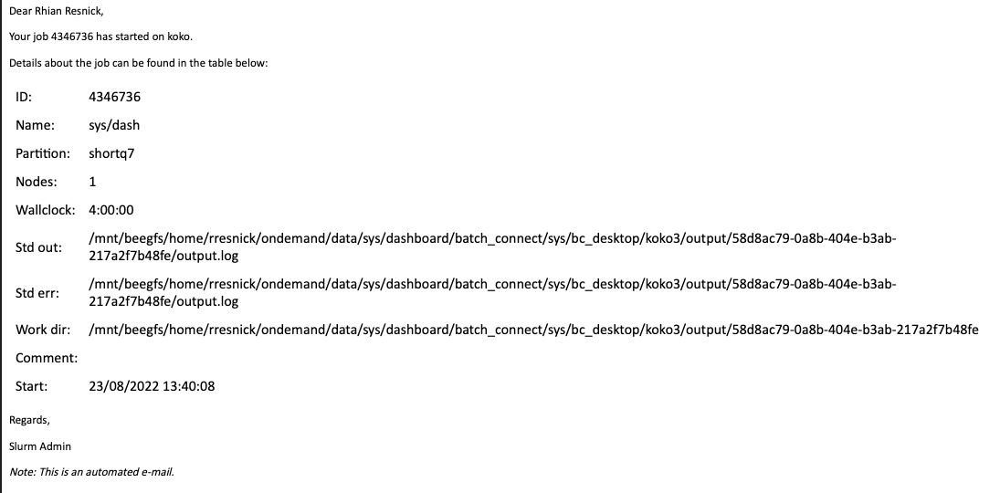 Dear Rhian Resnick,
Your job 4346736 has started on koko.
Details about the job can be found in the table below:
ID: 4346736
Name: sys/dash
Partition: shortq7
Nodes: 1
Wallclock: 4:00:00
Std out: /mnt/beegfs/home/rresnick/ondemand/data/sys/dashboard/batch_connect/sys/bc_desktop/koko3/output/58d8ac79-0a8b-404e-b3ab-
217a2f7b48fe/output.log
Std err: /mnt/beegfs/home/rresnick/ondemand/data/sys/dashboard/batch_connect/sys/bc_desktop/koko3/output/58d8ac79-0a8b-404e-b3ab-
217a2f7b48fe/output.log
Work dir: /mnt/beegfs/home/rresnick/ondemand/data/sys/dashboard/batch_connect/sys/bc_desktop/koko3/output/58d8ac79-0a8b-404e-b3ab-217a2f7b48fe
Comment:
Start: 23/08/2022 13:40:08
Regards,
Slurm Admin
Note: This is an automated e-mail.